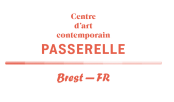 Centre
d'art
contemporain
PASSERELLE
Brest — FR